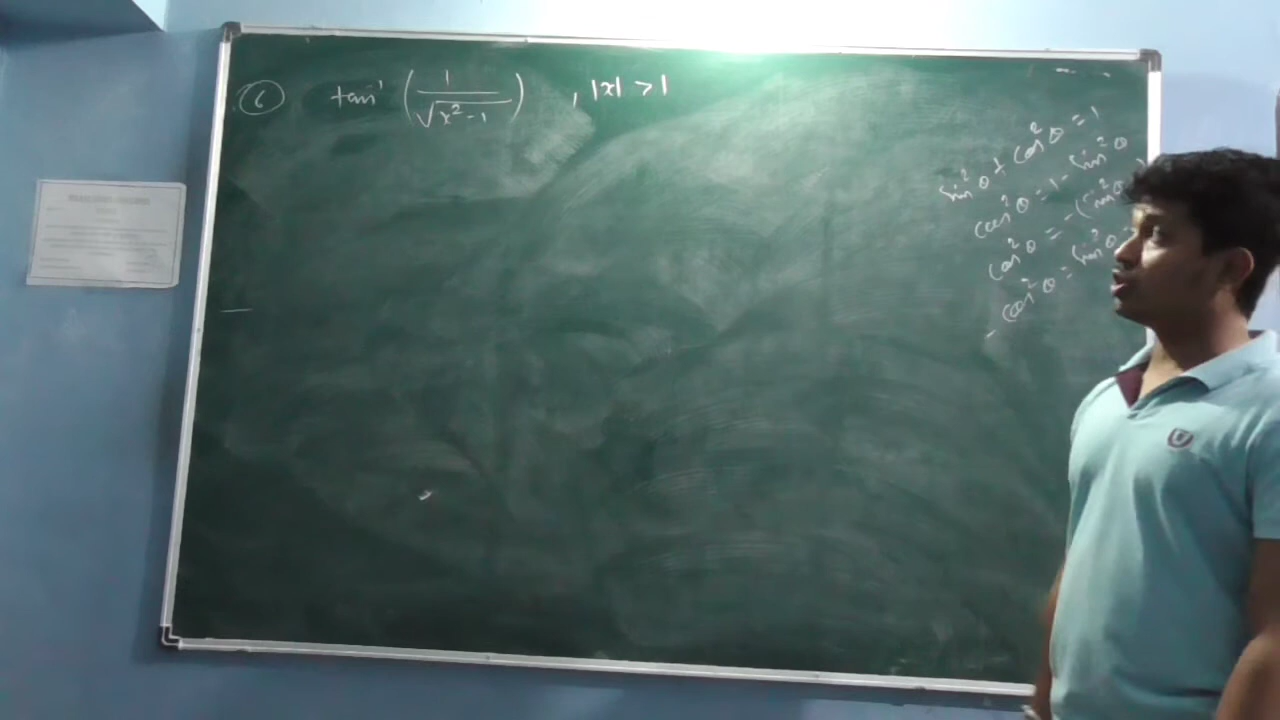 6 tan⁻¹ (1/√(x²-1)) , |x| > 1
sin²θ + cos²θ = 1
cos²θ = 1 - sin²θ
cos²θ = -(sin²θ
- cos²θ = sin²θ -